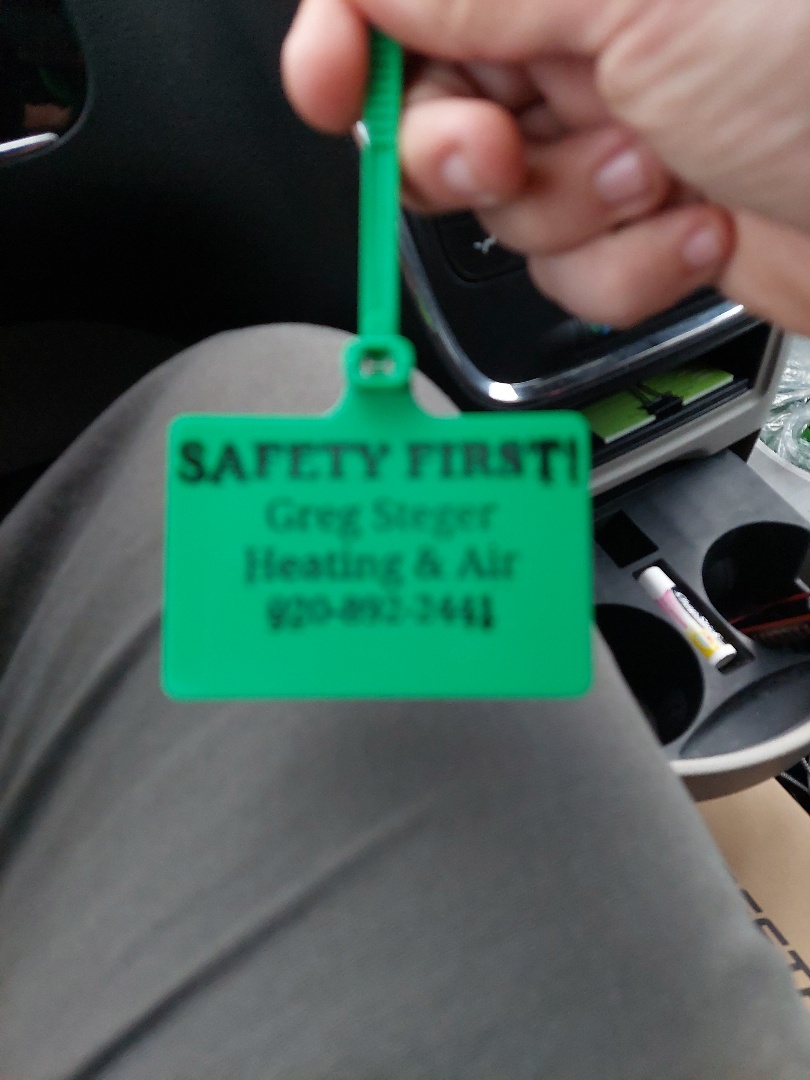 SAFETY FIRST!
Greg Steger
Heating & Air
920-892-2441